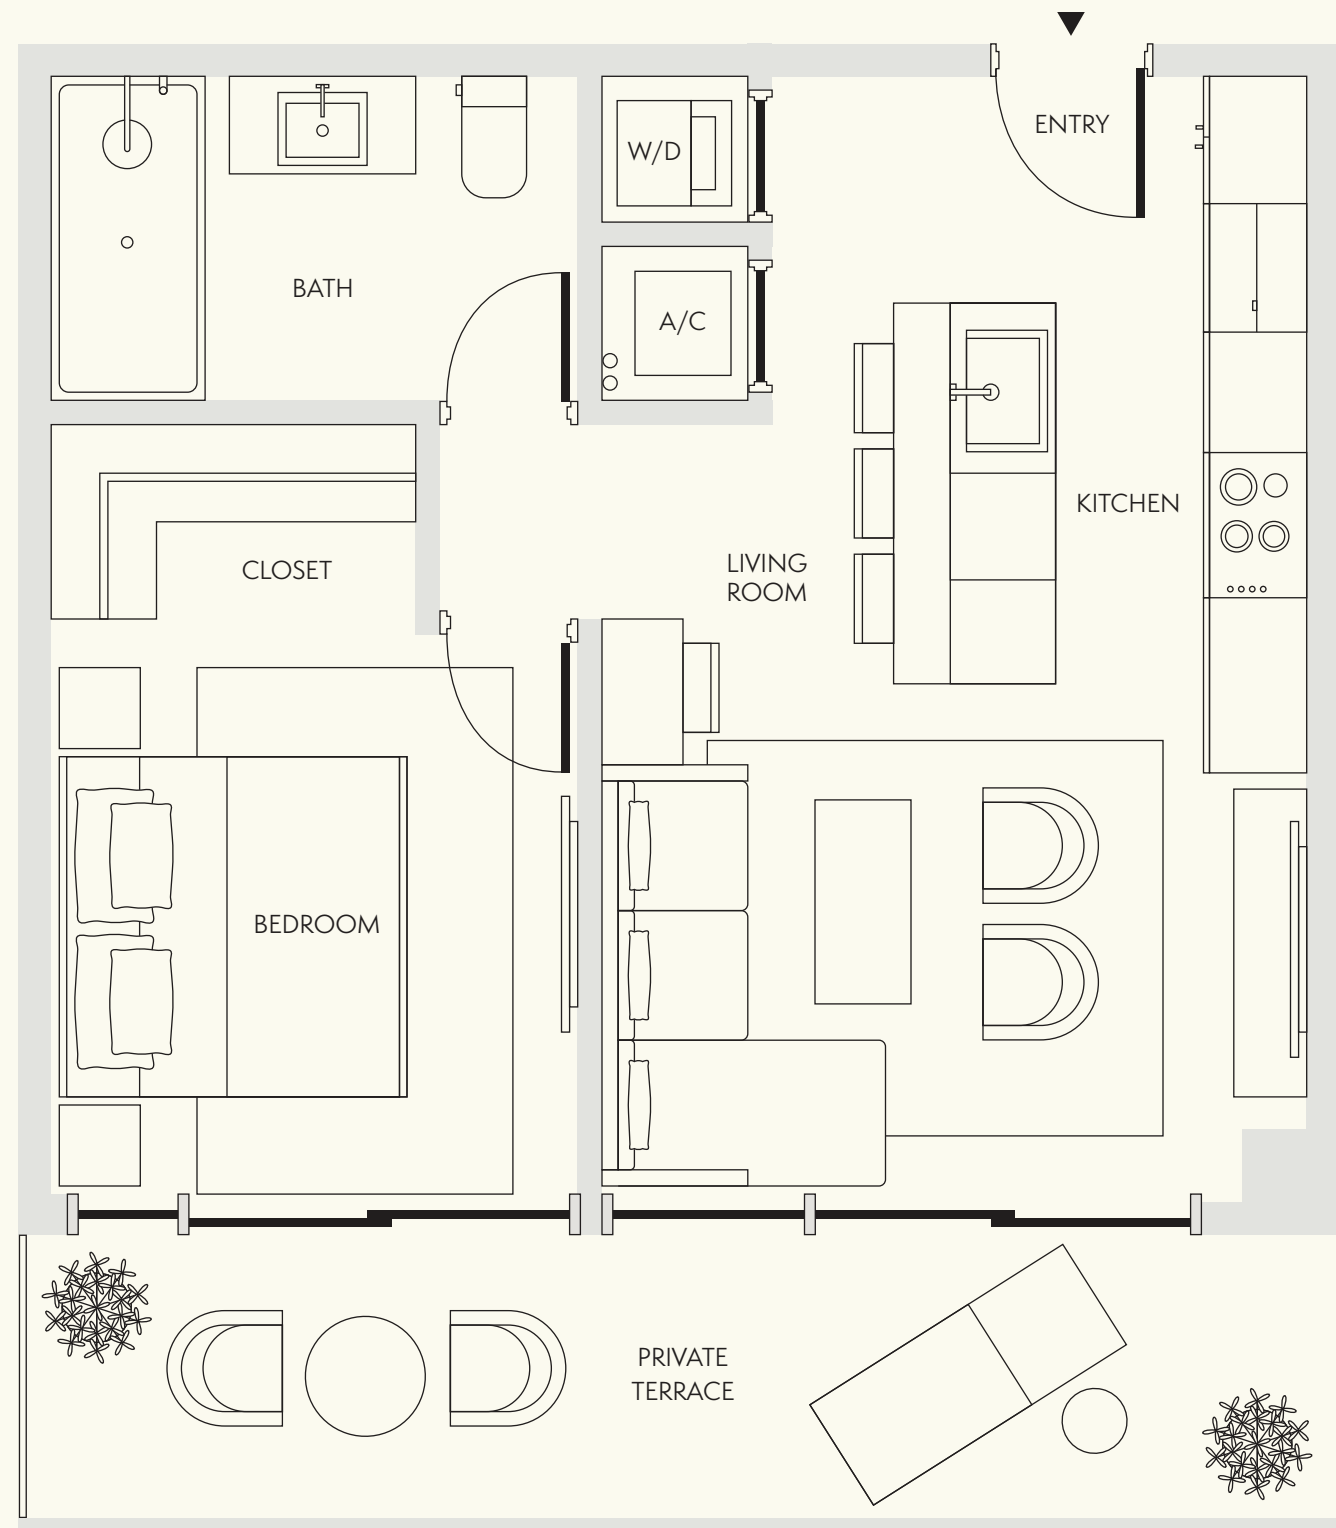 ENTRY
W/D
BATH
A/C
KITCHEN
LIVING
ROOM
CLOSET
BEDROOM
PRIVATE
TERRACE